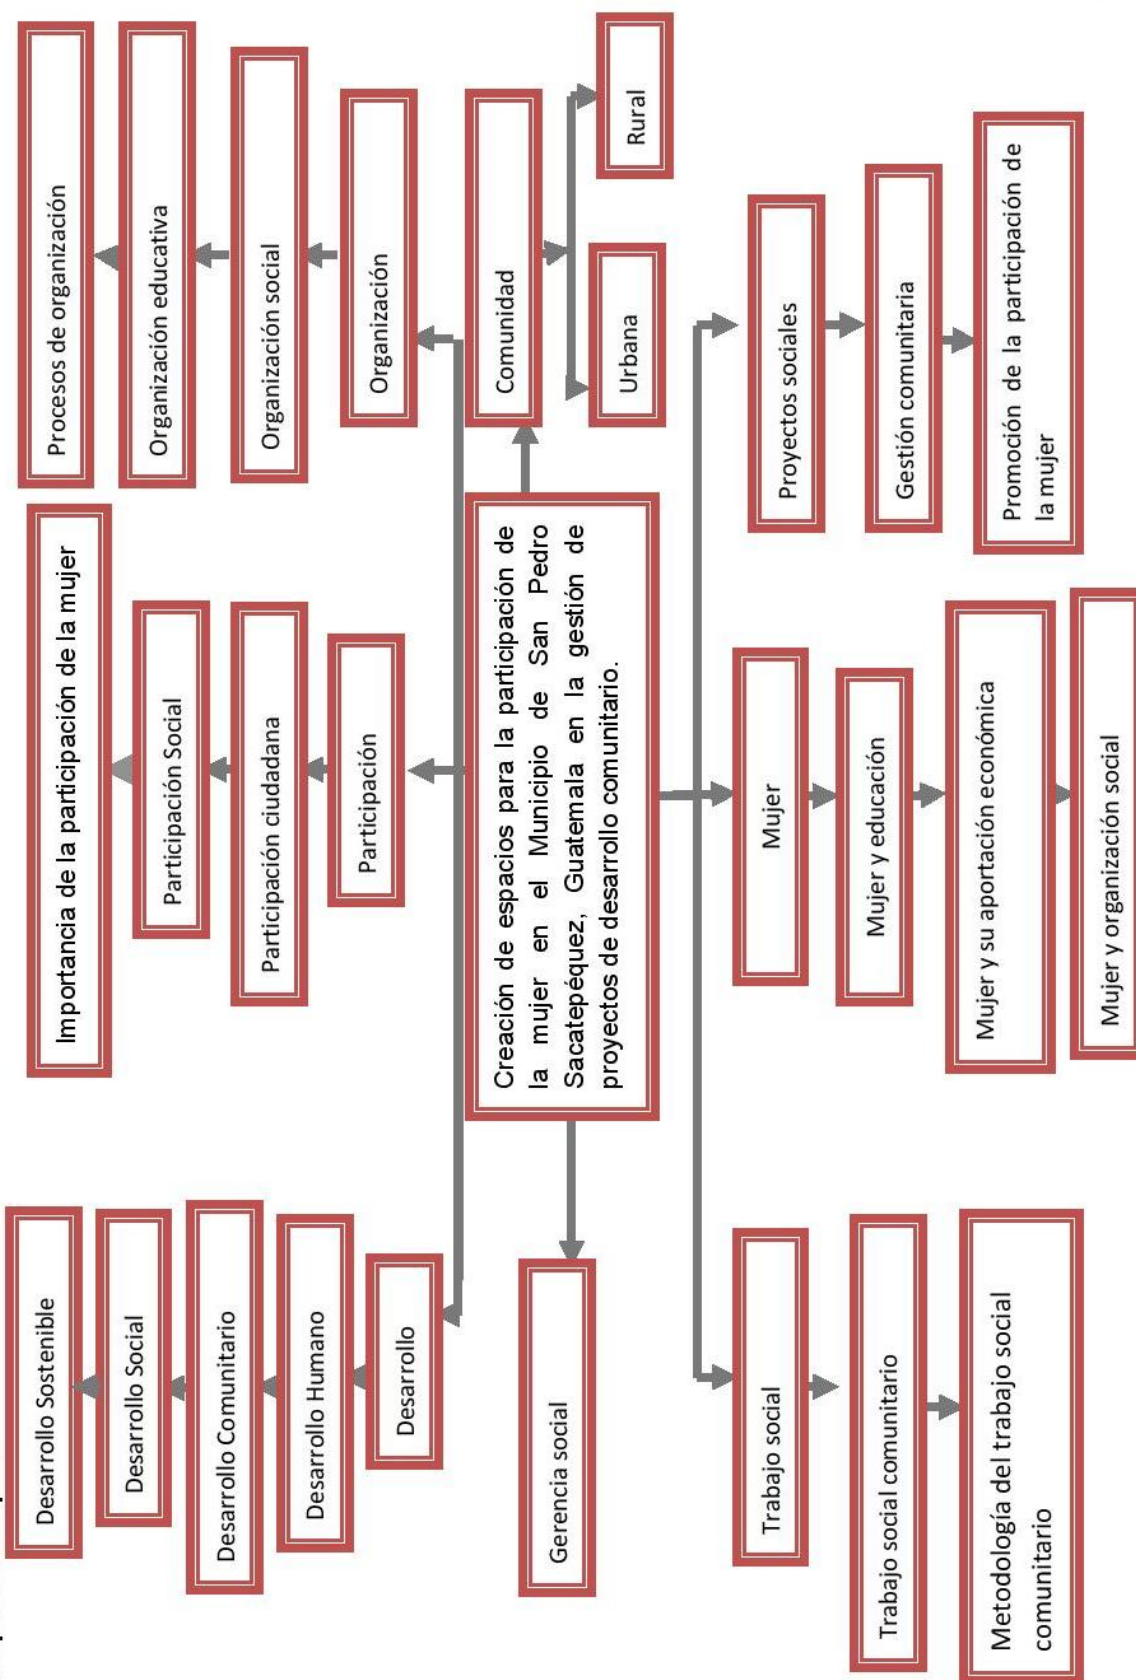 Desarrollo Sostenible
Desarrollo Social
Desarrollo Comunitario
Desarrollo Humano
Desarrollo
Importancia de la participación de la mujer
Participación Social
Participación ciudadana
Participación
Procesos de organización
Organización educativa
Organización social
Organización
Gerencia social
Creación de espacios para la participación de
la mujer en el Municipio de San Pedro
Sacatepéquez, Guatemala en la gestión de
proyectos de desarrollo comunitario.
Comunidad
Urbana
Rural
Trabajo social
Trabajo social comunitario
Metodología del trabajo social
comunitario
Mujer
Mujer y educación
Mujer y su aportación económica
Mujer y organización social
Proyectos sociales
Gestión comunitaria
Promoción de la participación de
la mujer